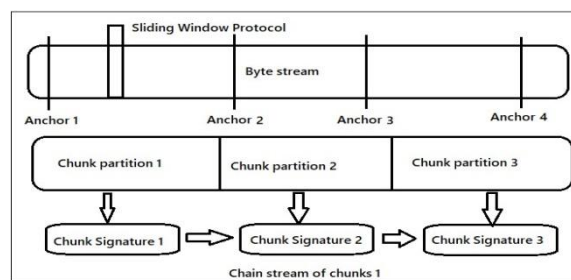 Sliding Window Protocol
Byte stream
Anchor 1 Anchor 2 Anchor 3 Anchor 4
Chunk partition 1 Chunk partition 2 Chunk partition 3
Chunk Signature 1 Chunk Signature 2 Chunk Signature 3
Chain stream of chunks 1